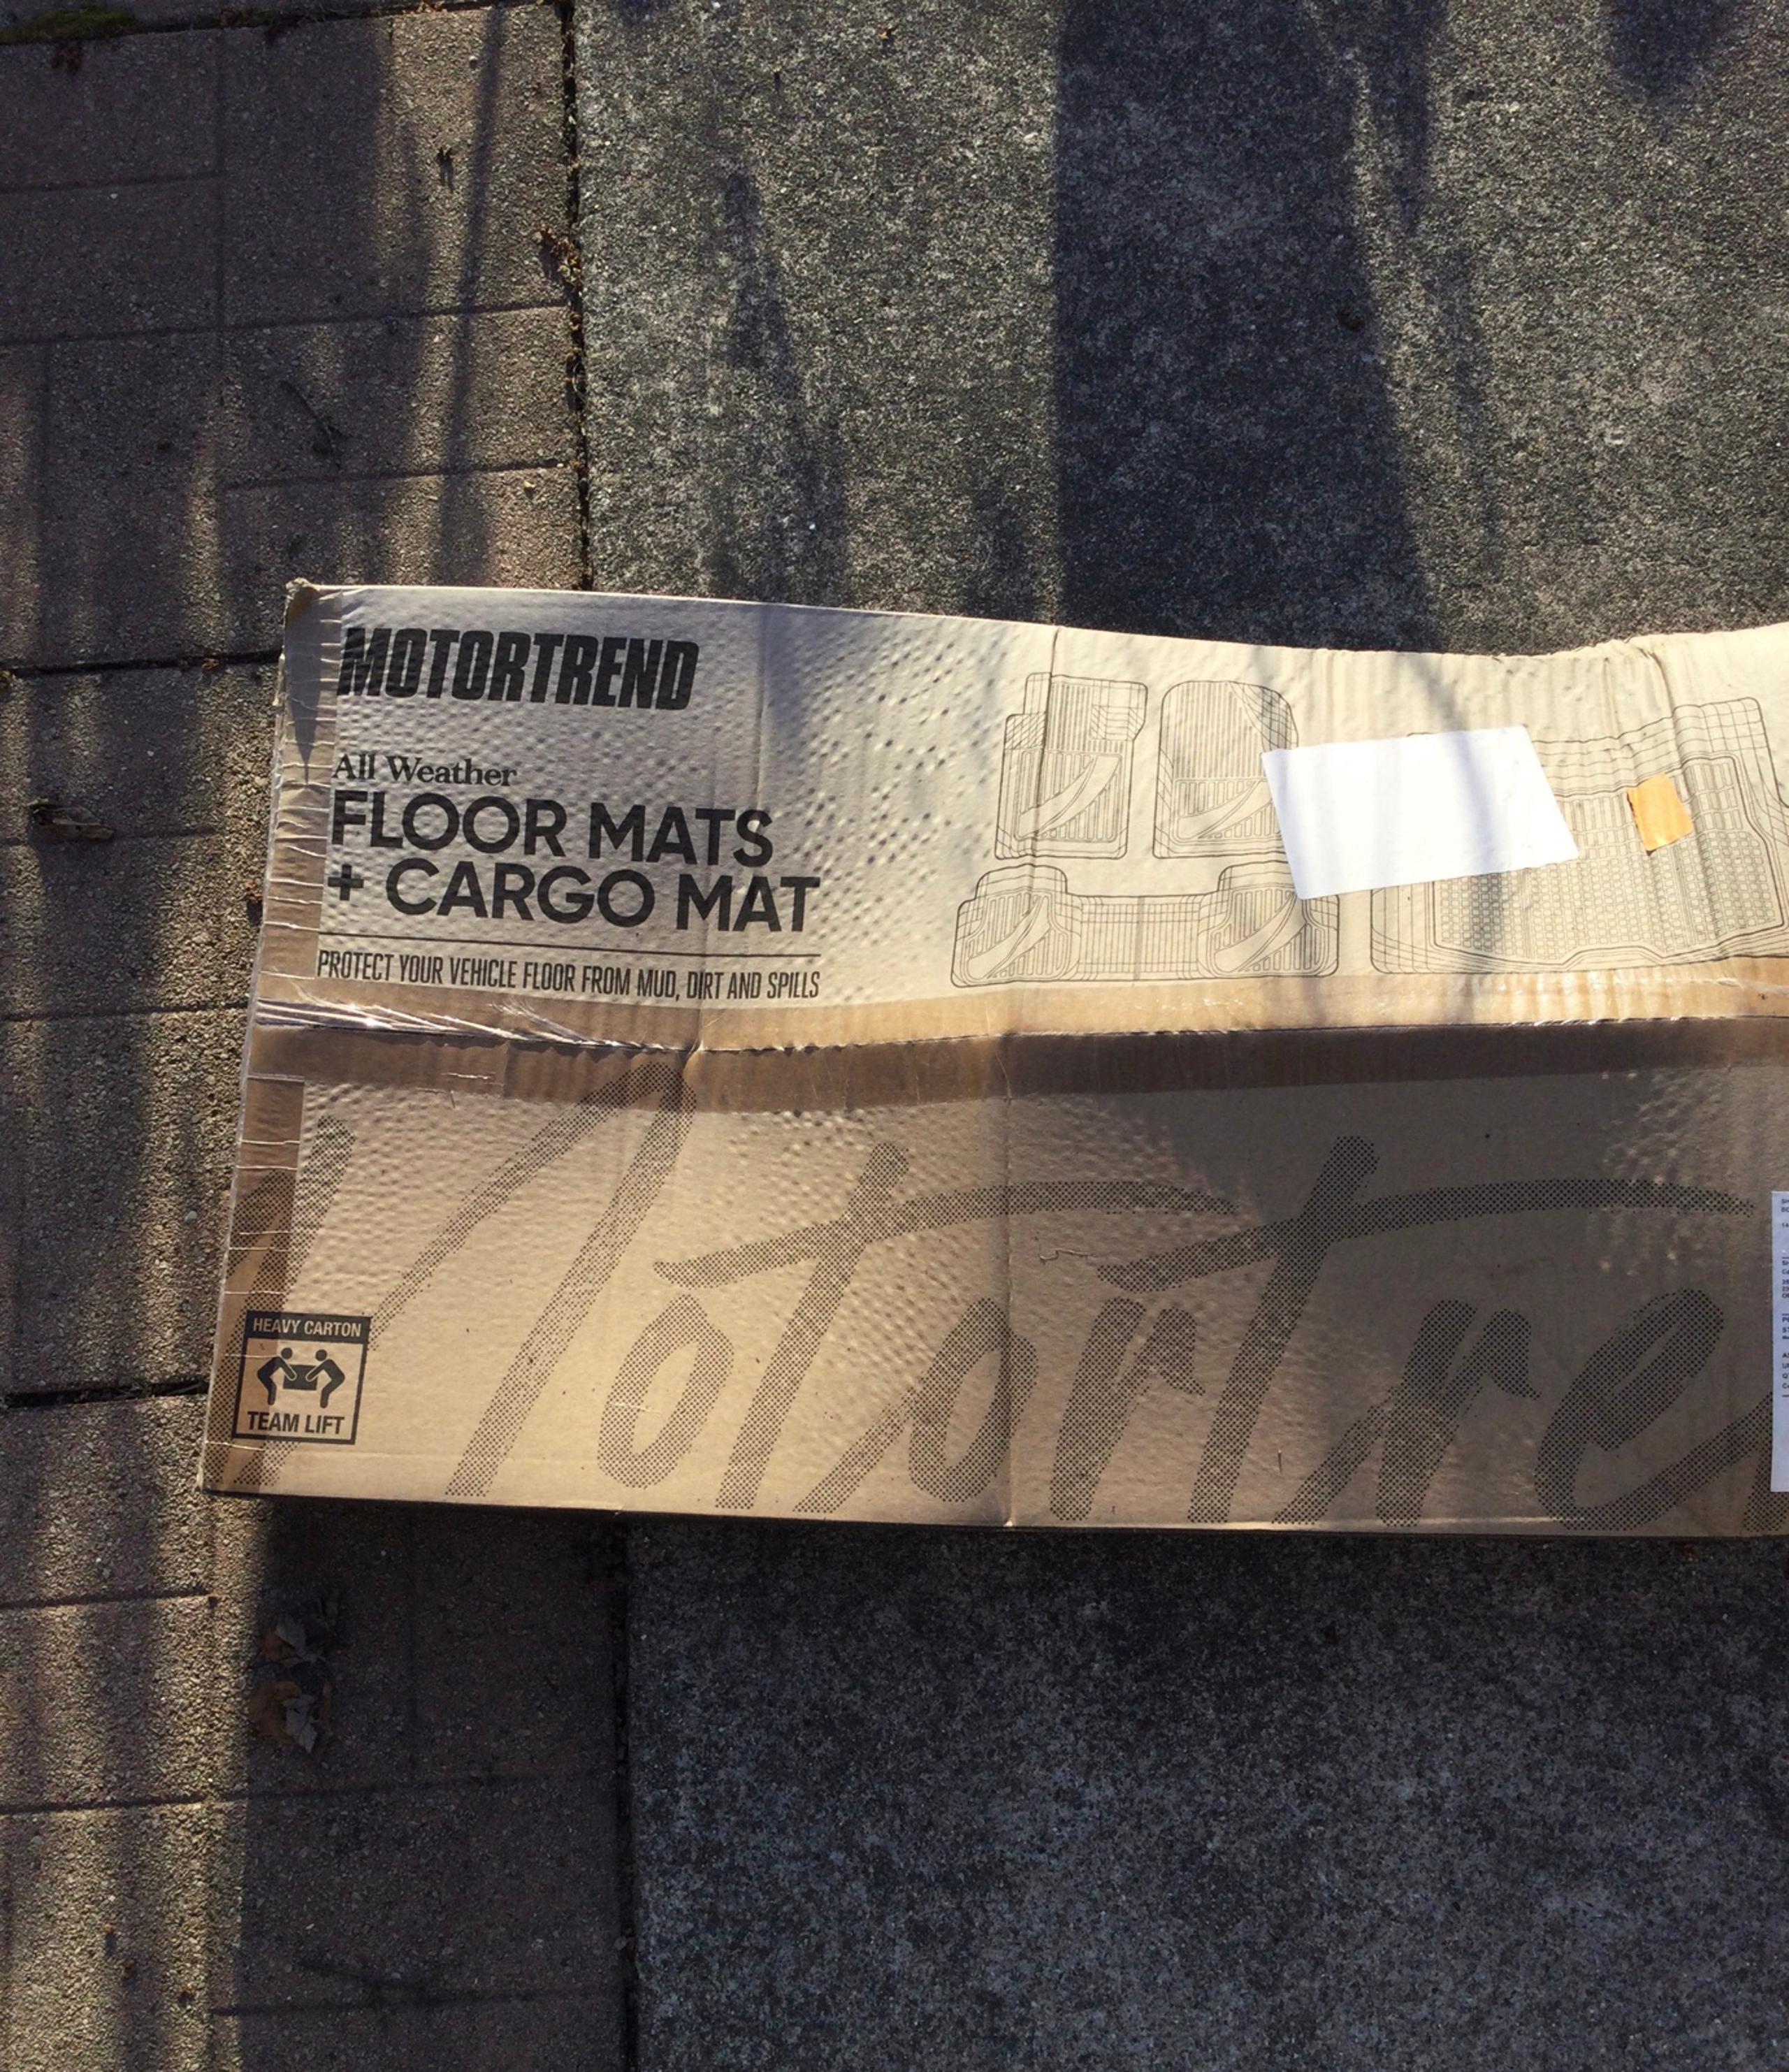 MOTORTREND
All Weather
FLOOR MATS
+ CARGO MAT
PROTECT YOUR VEHICLE FLOOR FROM MUD, DIRT AND SPILLS
Motortre
HEAVY CARTON
TEAM LIFT